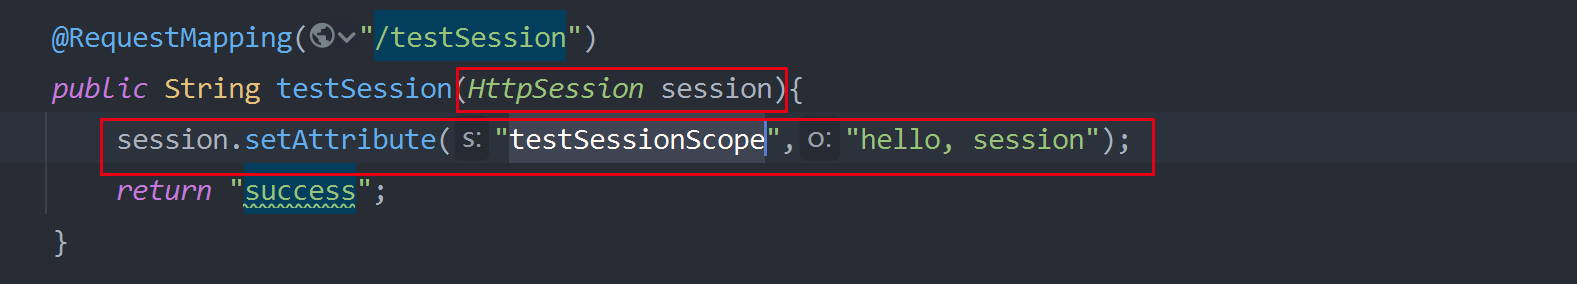 @RequestMapping("/testSession")
public String testSession(HttpSession session){
session.setAttribute( s: "testSessionScope", o: "hello, session");
return "success";
}